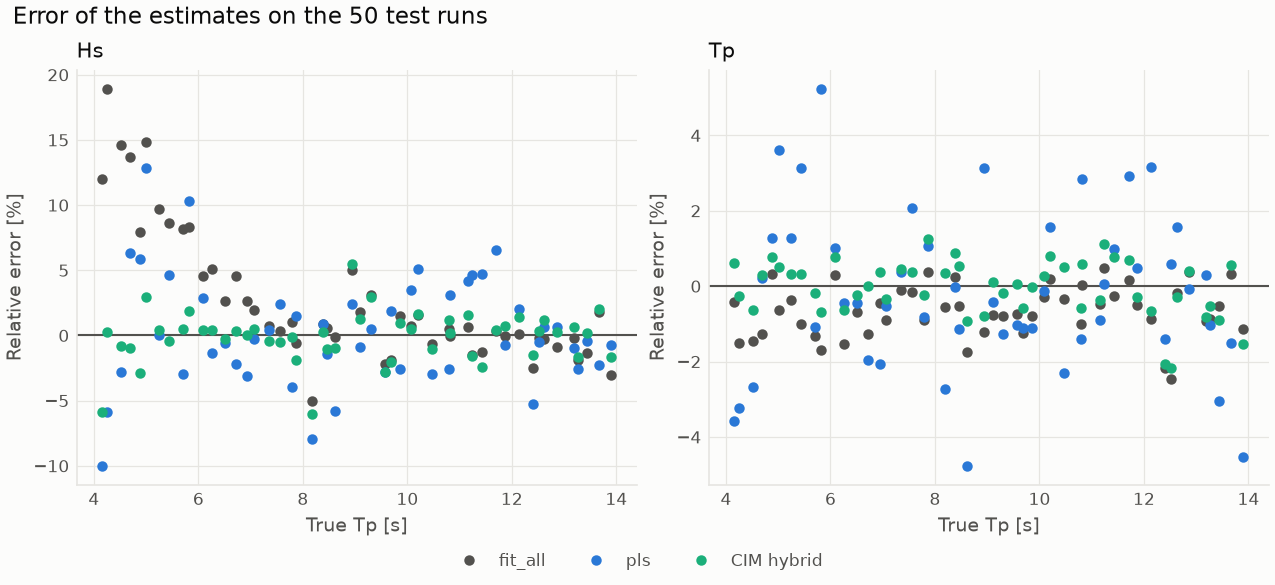 Error of the estimates on the 50 test runs
Hs
Relative error [%]
20
15
10
5
0
−5
−10
4
6
8
10
12
14
True Tp [s]
Tp
Relative error [%]
4
2
0
−2
−4
4
6
8
10
12
14
True Tp [s]
fit_all
pls
CIM hybrid